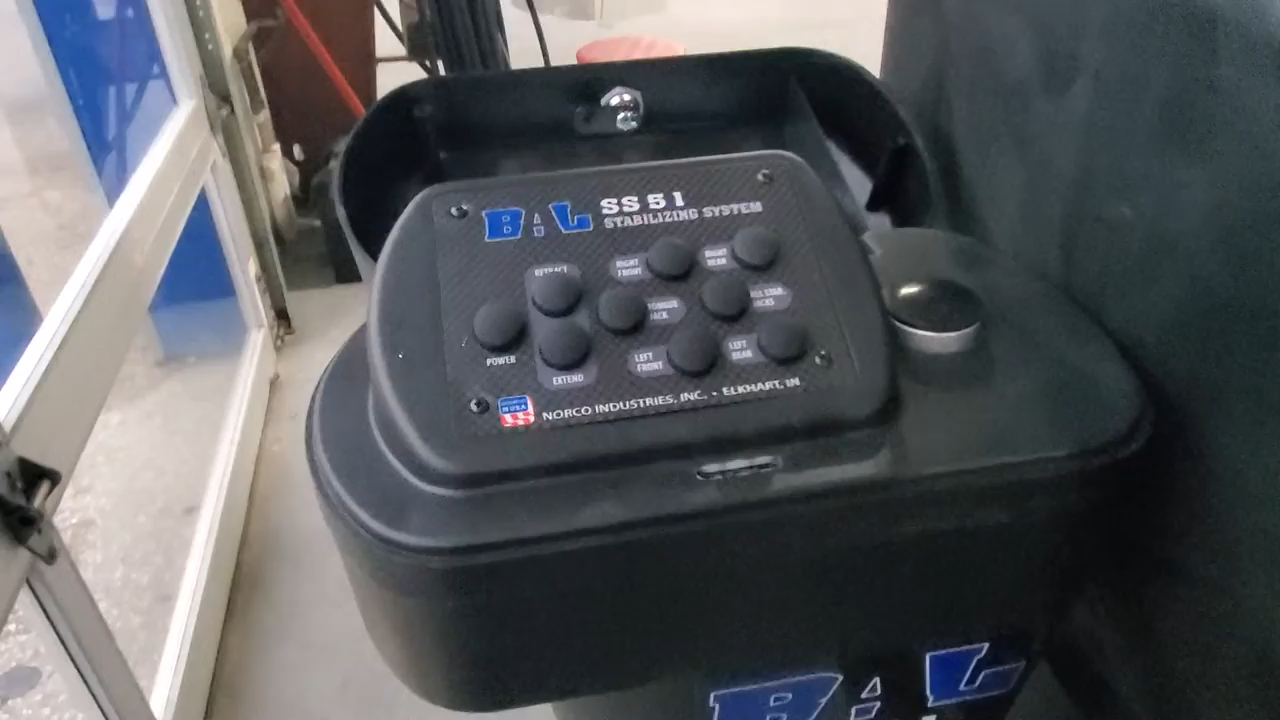 B&L SS51
STABILIZING SYSTEM
RETRACT
RIGHT
FRONT
RIGHT
REAR
TONGUE
JACK
ALL STAB.
JACKS
POWER
EXTEND
LEFT
FRONT
LEFT
REAR
NORCO INDUSTRIES, INC. • ELKHART, IN